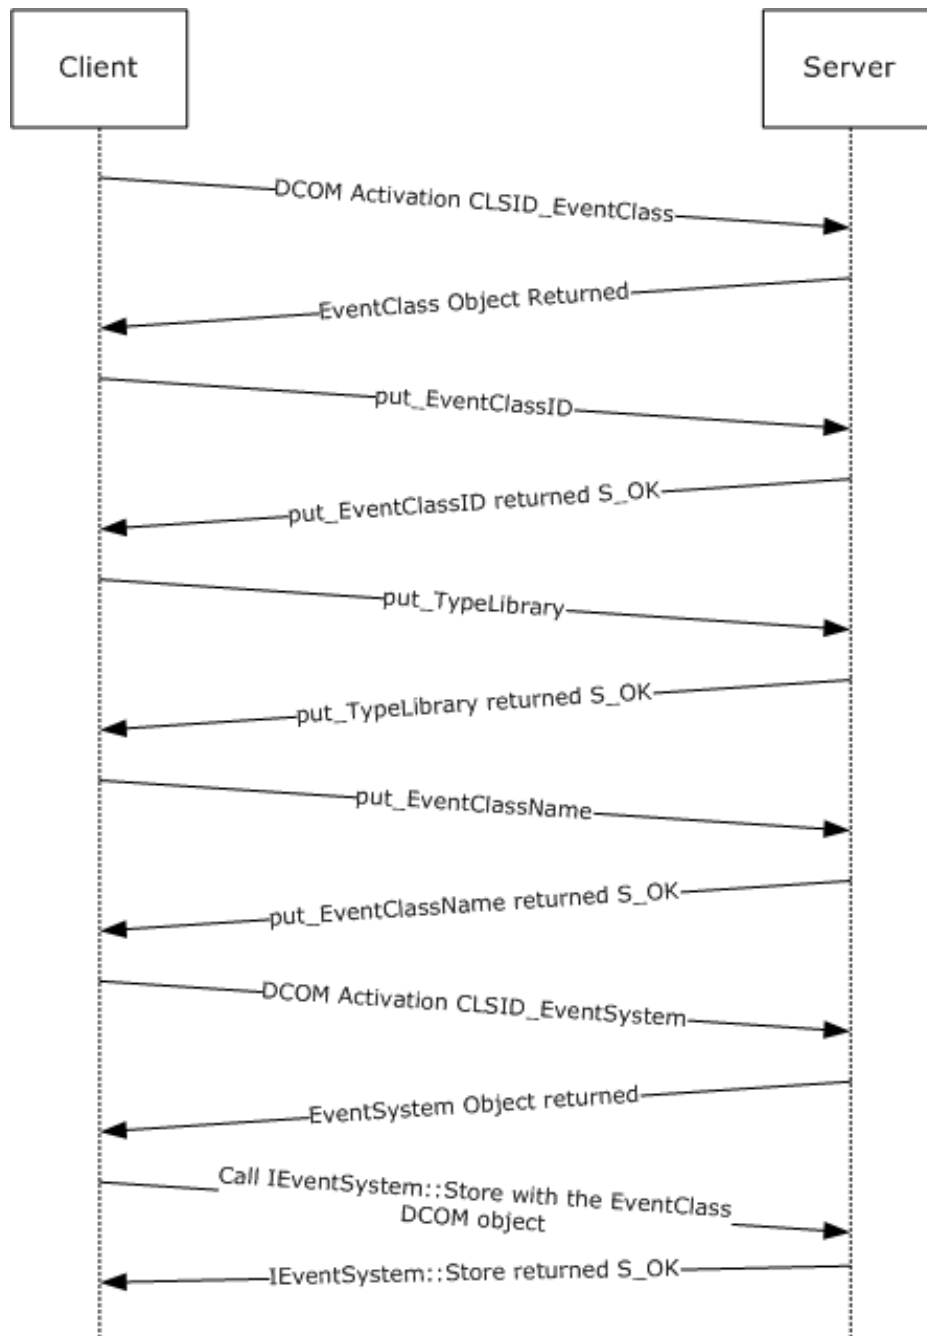 Client
Server
DCOM Activation CLSID_EventClass
EventClass Object Returned
put_EventClassID
put_EventClassID returned S_OK
put_TypeLibrary
put_TypeLibrary returned S_OK
put_EventClassName
put_EventClassName returned S_OK
DCOM Activation CLSID_EventSystem
EventSystem Object returned
Call IEventSystem::Store with the EventClass
DCOM object
IEventSystem::Store returned S_OK